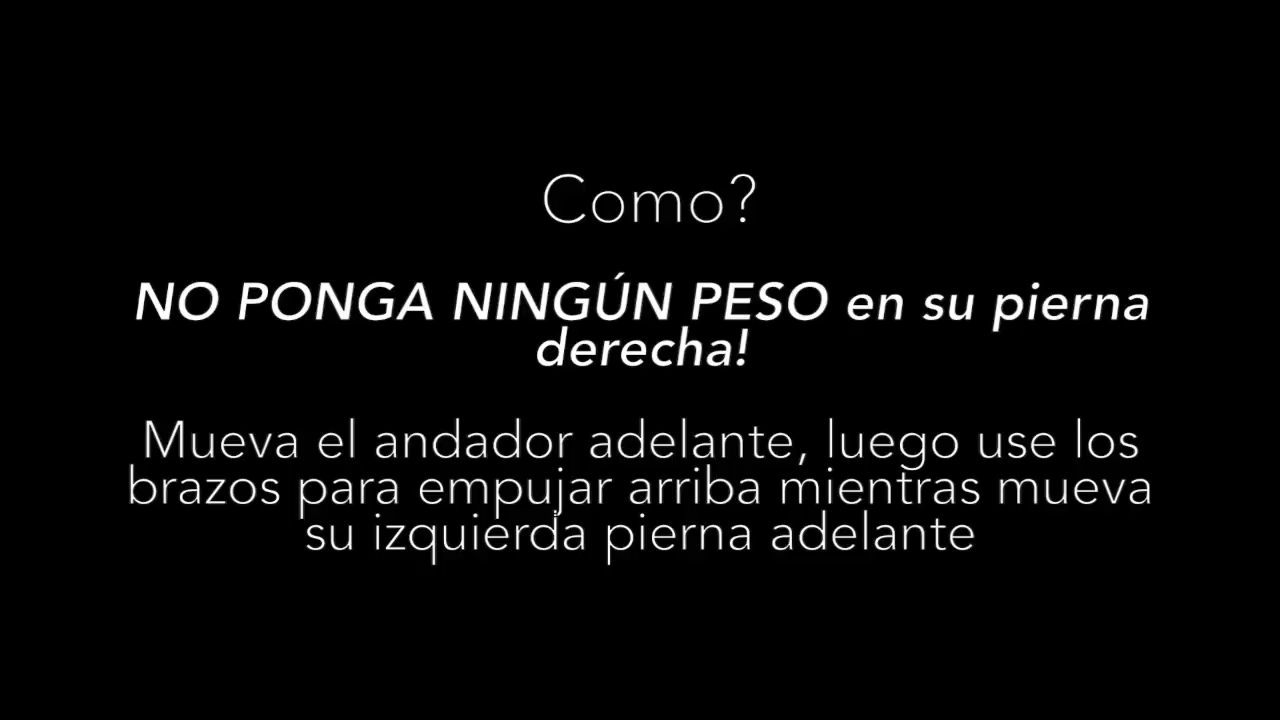 Como?
NO PONGA NINGÚN PESO en su pierna
derecha!
Mueva el andador adelante, luego use los
brazos para empujar arriba mientras mueva
su izquierda pierna adelante